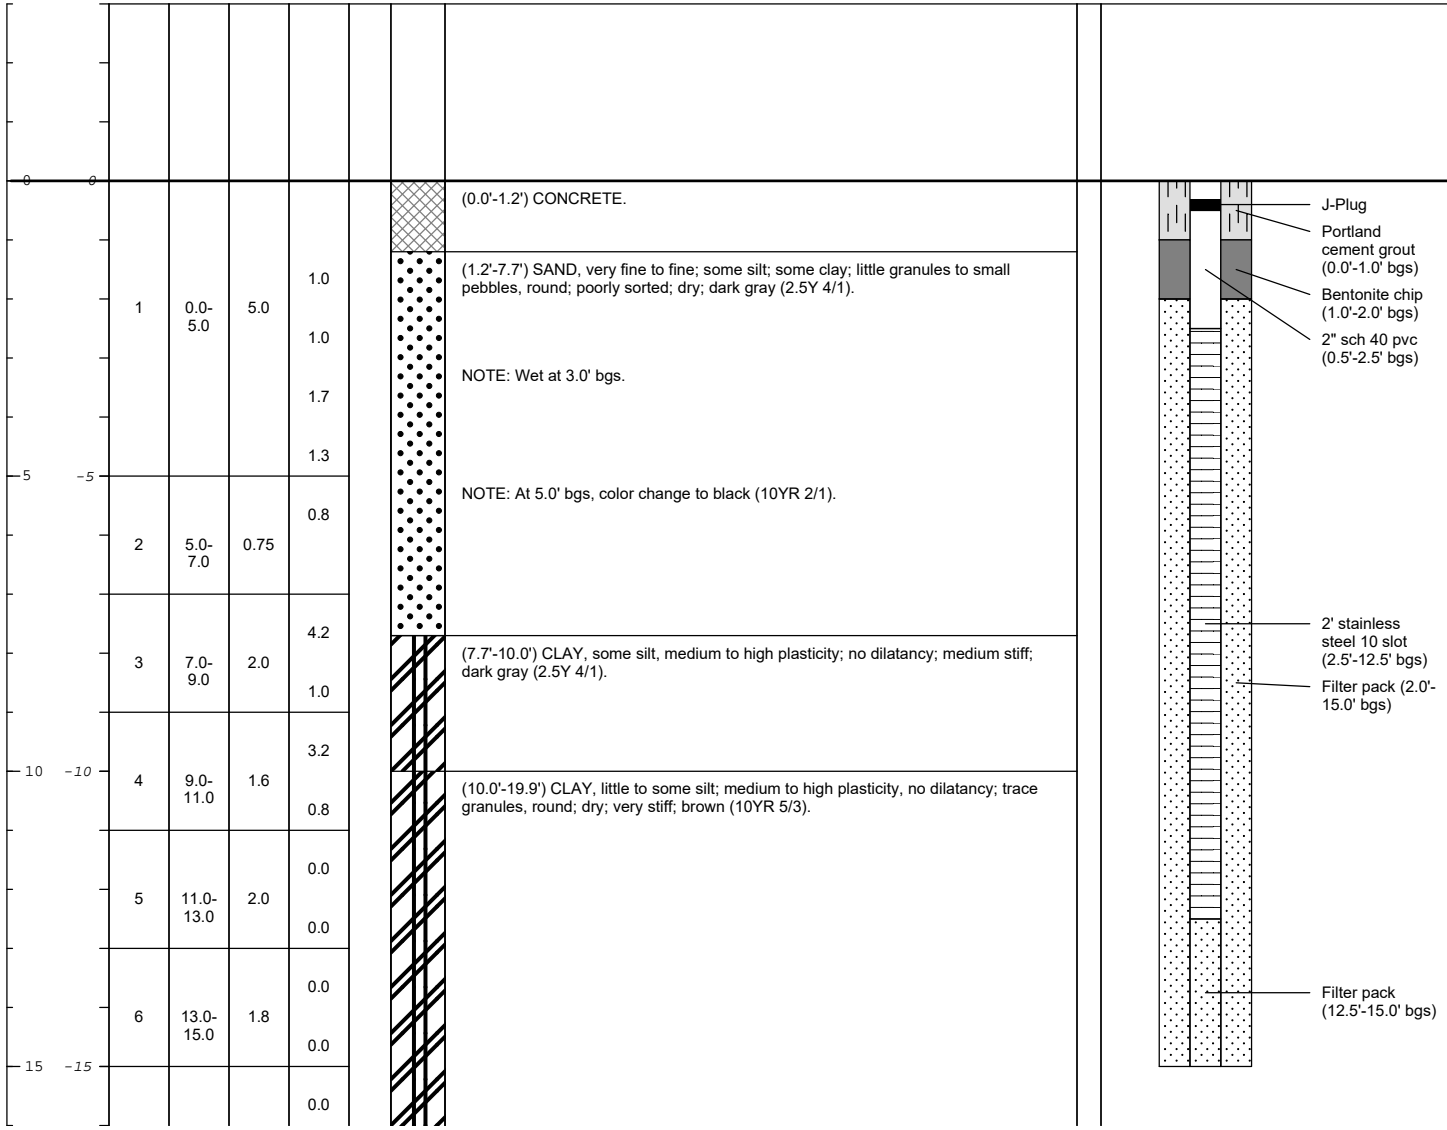 0 0
(0.0'-1.2') CONCRETE.
J-Plug
Portland
cement grout
(0.0'-1.0' bgs)
(1.2'-7.7') SAND, very fine to fine; some silt; some clay; little granules to small
pebbles, round; poorly sorted; dry; dark gray (2.5Y 4/1).
1.0
Bentonite chip
(1.0'-2.0' bgs)
1
0.0-
5.0
5.0
1.0
2" sch 40 pvc
(0.5'-2.5' bgs)
NOTE: Wet at 3.0' bgs.
1.7
1.3
5 -5
NOTE: At 5.0' bgs, color change to black (10YR 2/1).
0.8
2
5.0-
7.0
0.75
4.2
2' stainless
steel 10 slot
(2.5'-12.5' bgs)
(7.7'-10.0') CLAY, some silt, medium to high plasticity; no dilatancy; medium stiff;
dark gray (2.5Y 4/1).
3
7.0-
9.0
2.0
1.0
Filter pack (2.0'-
15.0' bgs)
3.2
10 -10
4
9.0-
11.0
1.6
(10.0'-19.9') CLAY, little to some silt; medium to high plasticity, no dilatancy; trace
granules, round; dry; very stiff; brown (10YR 5/3).
0.8
0.0
5
11.0-
13.0
2.0
0.0
0.0
Filter pack
(12.5'-15.0' bgs)
6
13.0-
15.0
1.8
0.0
15 -15
0.0